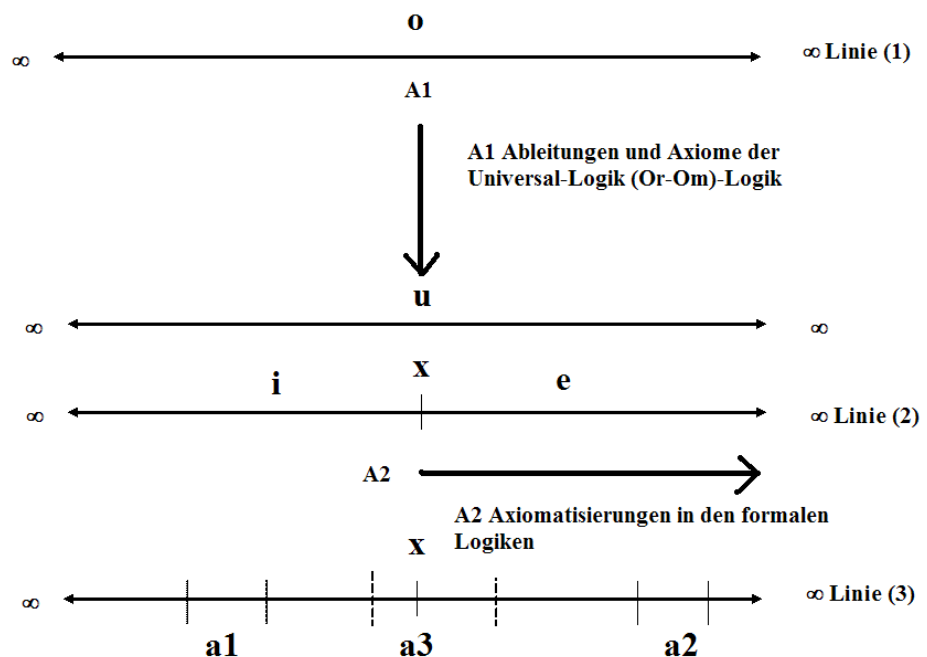 o
∞ ∞ Linie (1)
A1
A1 Ableitungen und Axiome der
Universal-Logik (Or-Om)-Logik
u
∞ ∞
x
i e
∞ ∞ Linie (2)
A2
A2 Axiomatisierungen in den formalen
Logiken
x
∞ ∞ Linie (3)
a1 a3 a2